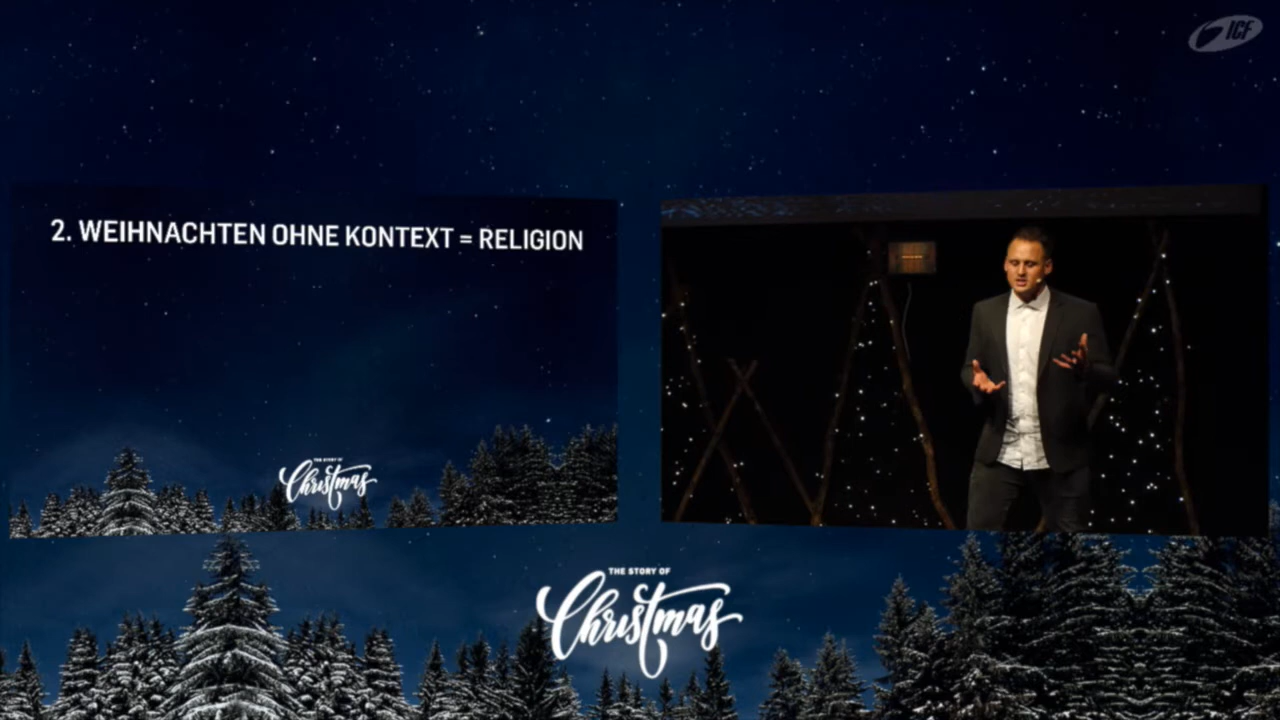 ICF
2. WEIHNACHTEN OHNE KONTEXT = RELIGION
THE STORY OF
Christmas
THE STORY OF
Christmas